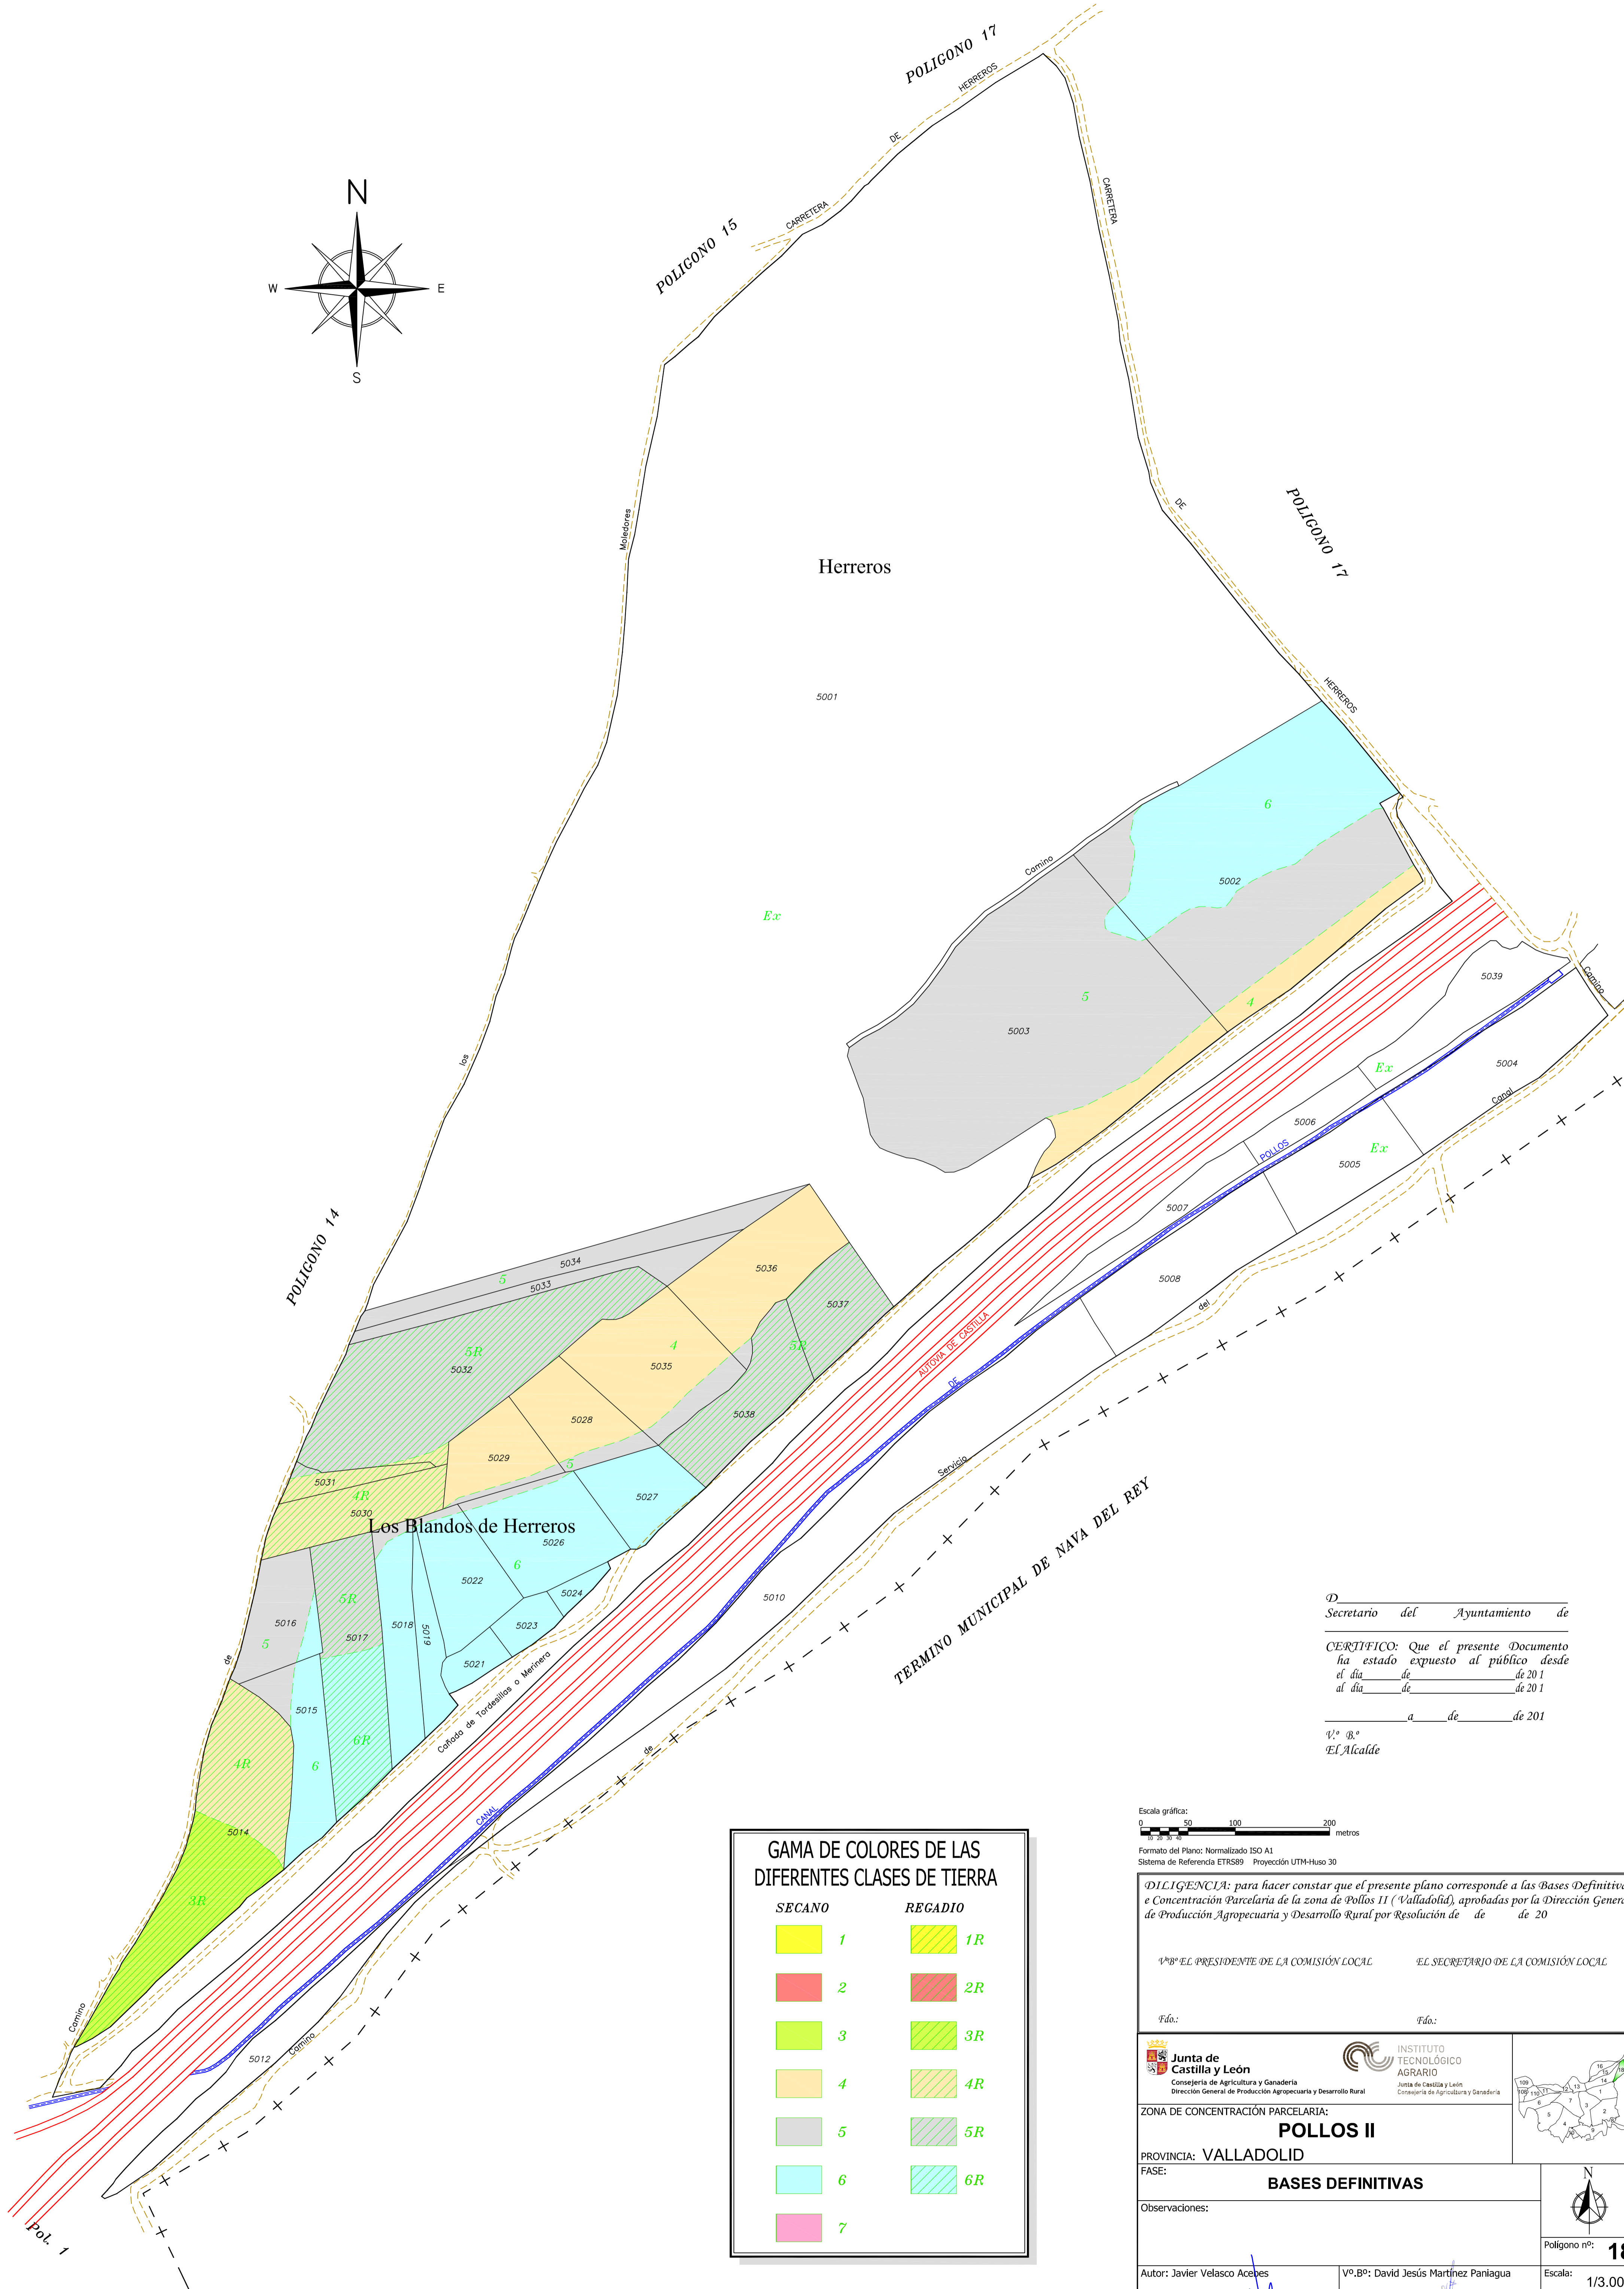 POLIGONO 17
HERREROS
DE
CARRETERA
POLIGONO 15
CARRETERA
DE
HERREROS
POLIGONO 17
N
W
E
S
Moledores
Herreros
5001
Ex
6
Camino
5002
5
4
5003
5039
Camino
Ex
5004
Canal
5006
POLLOS
Ex
5005
5007
5008
del
los
POLIGONO 14
5034
5
5033
5036
5037
5R
5032
4
5035
5R
5028
5038
AUTOVIA DE CASTILLA
DE
5029
5
5031
4R
5030
5027
Servicio
Los Blandos de Herreros
5026
6
5022
5024
5R
5016
5017
5018
5019
5023
5
5021
de
5010
TERMINO MUNICIPAL DE NAVA DEL REY
Cañada de Tordesillas o Merinera
5015
6R
4R
6
de
CANAL
5014
3R
Camino
5012
Camino
Pol. 1
GAMA DE COLORES DE LAS
DIFERENTES CLASES DE TIERRA
SECANO REGADIO
1 1R
2 2R
3 3R
4 4R
5 5R
6 6R
7
D
Secretario del Ayuntamiento de
CERTIFICO: Que el presente Documento
ha estado expuesto al público desde
el día de de 20 1
al día de de 20 1
a de de 201
V.º B.º
El Alcalde
Escala gráfica:
0 50 100 200
10 20 30 40
metros
Formato del Plano: Normalizado ISO A1
Sistema de Referencia ETRS89 Proyección UTM-Huso 30
DILIGENCIA: para hacer constar que el presente plano corresponde a las Bases Definitiva
e Concentración Parcelaria de la zona de Pollos II ( Valladolid), aprobadas por la Dirección Genera
de Producción Agropecuaria y Desarrollo Rural por Resolución de de de 20
VºBº EL PRESIDENTE DE LA COMISIÓN LOCAL EL SECRETARIO DE LA COMISIÓN LOCAL
Fdo.: Fdo.:
Junta de
Castilla y León
Consejería de Agricultura y Ganadería
Dirección General de Producción Agropecuaria y Desarrollo Rural
INSTITUTO
TECNOLÓGICO
AGRARIO
Junta de Castilla y León
Consejería de Agricultura y Ganadería
ZONA DE CONCENTRACIÓN PARCELARIA:
POLLOS II
PROVINCIA: VALLADOLID
FASE:
BASES DEFINITIVAS
Observaciones:
N
Polígono nº: 18
Autor: Javier Velasco Acebes
Vº.Bº: David Jesús Martínez Paniagua
Escala:
1/3.00